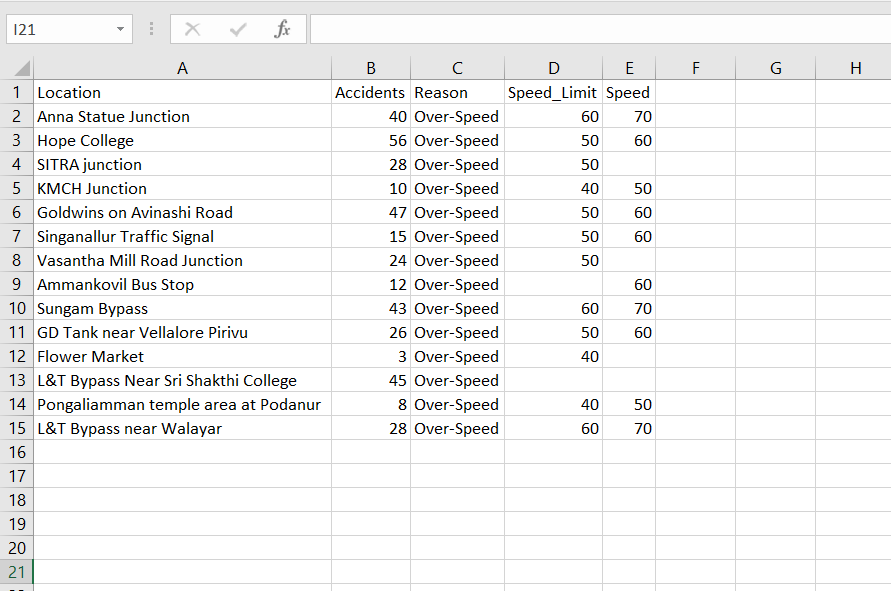 I21 fx
A B C D E F G H
1 Location Accidents Reason Speed_Limit Speed
2 Anna Statue Junction 40 Over-Speed 60 70
3 Hope College 56 Over-Speed 50 60
4 SITRA junction 28 Over-Speed 50
5 KMCH Junction 10 Over-Speed 40 50
6 Goldwins on Avinashi Road 47 Over-Speed 50 60
7 Singanallur Traffic Signal 15 Over-Speed 50 60
8 Vasantha Mill Road Junction 24 Over-Speed 50
9 Ammankovil Bus Stop 12 Over-Speed 60
10 Sungam Bypass 43 Over-Speed 60 70
11 GD Tank near Vellalore Pirivu 26 Over-Speed 50 60
12 Flower Market 3 Over-Speed 40
13 L&T Bypass Near Sri Shakthi College 45 Over-Speed
14 Pongaliamman temple area at Podanur 8 Over-Speed 40 50
15 L&T Bypass near Walayar 28 Over-Speed 60 70
16
17
18
19
20
21